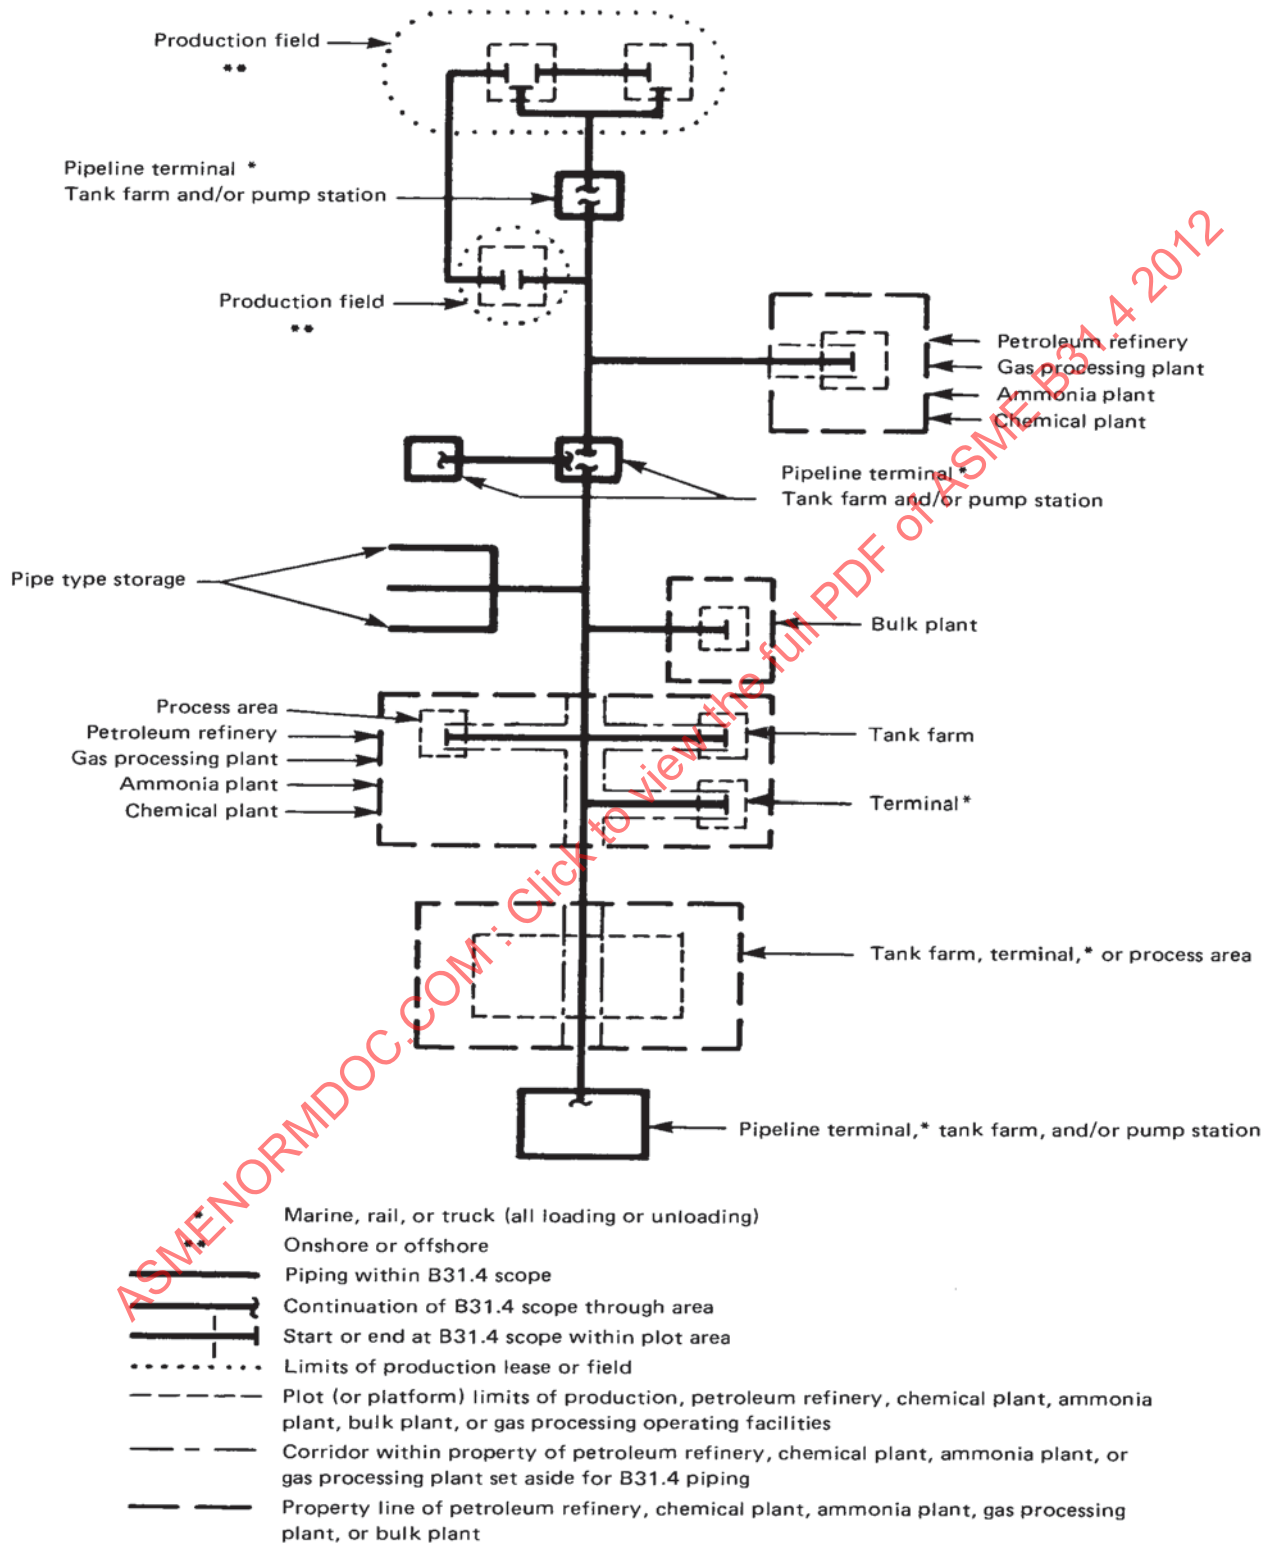 Production field
**
Pipeline terminal *
Tank farm and/or pump station
Production field
**
Petroleum refinery
Gas processing plant
Ammonia plant
Chemical plant
Pipeline terminal *
Tank farm and/or pump station
Pipe type storage
Bulk plant
Process area
Petroleum refinery
Gas processing plant
Ammonia plant
Chemical plant
Tank farm
Terminal*
Tank farm, terminal,* or process area
Pipeline terminal,* tank farm, and/or pump station
* Marine, rail, or truck (all loading or unloading)
** Onshore or offshore
Piping within B31.4 scope
Continuation of B31.4 scope through area
Start or end at B31.4 scope within plot area
Limits of production lease or field
Plot (or platform) limits of production, petroleum refinery, chemical plant, ammonia
plant, bulk plant, or gas processing operating facilities
Corridor within property of petroleum refinery, chemical plant, ammonia plant, or
gas processing plant set aside for B31.4 piping
Property line of petroleum refinery, chemical plant, ammonia plant, gas processing
plant, or bulk plant
ASMENORMDOC.COM : Click to view the full PDF of ASME B31.4 2012